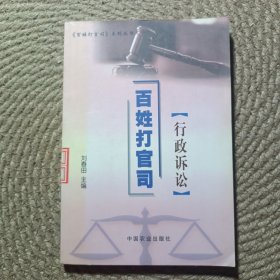 《百姓打官司》系列丛书
百姓打官司
【行政诉讼】
刘春田 主编
中国农业出版社